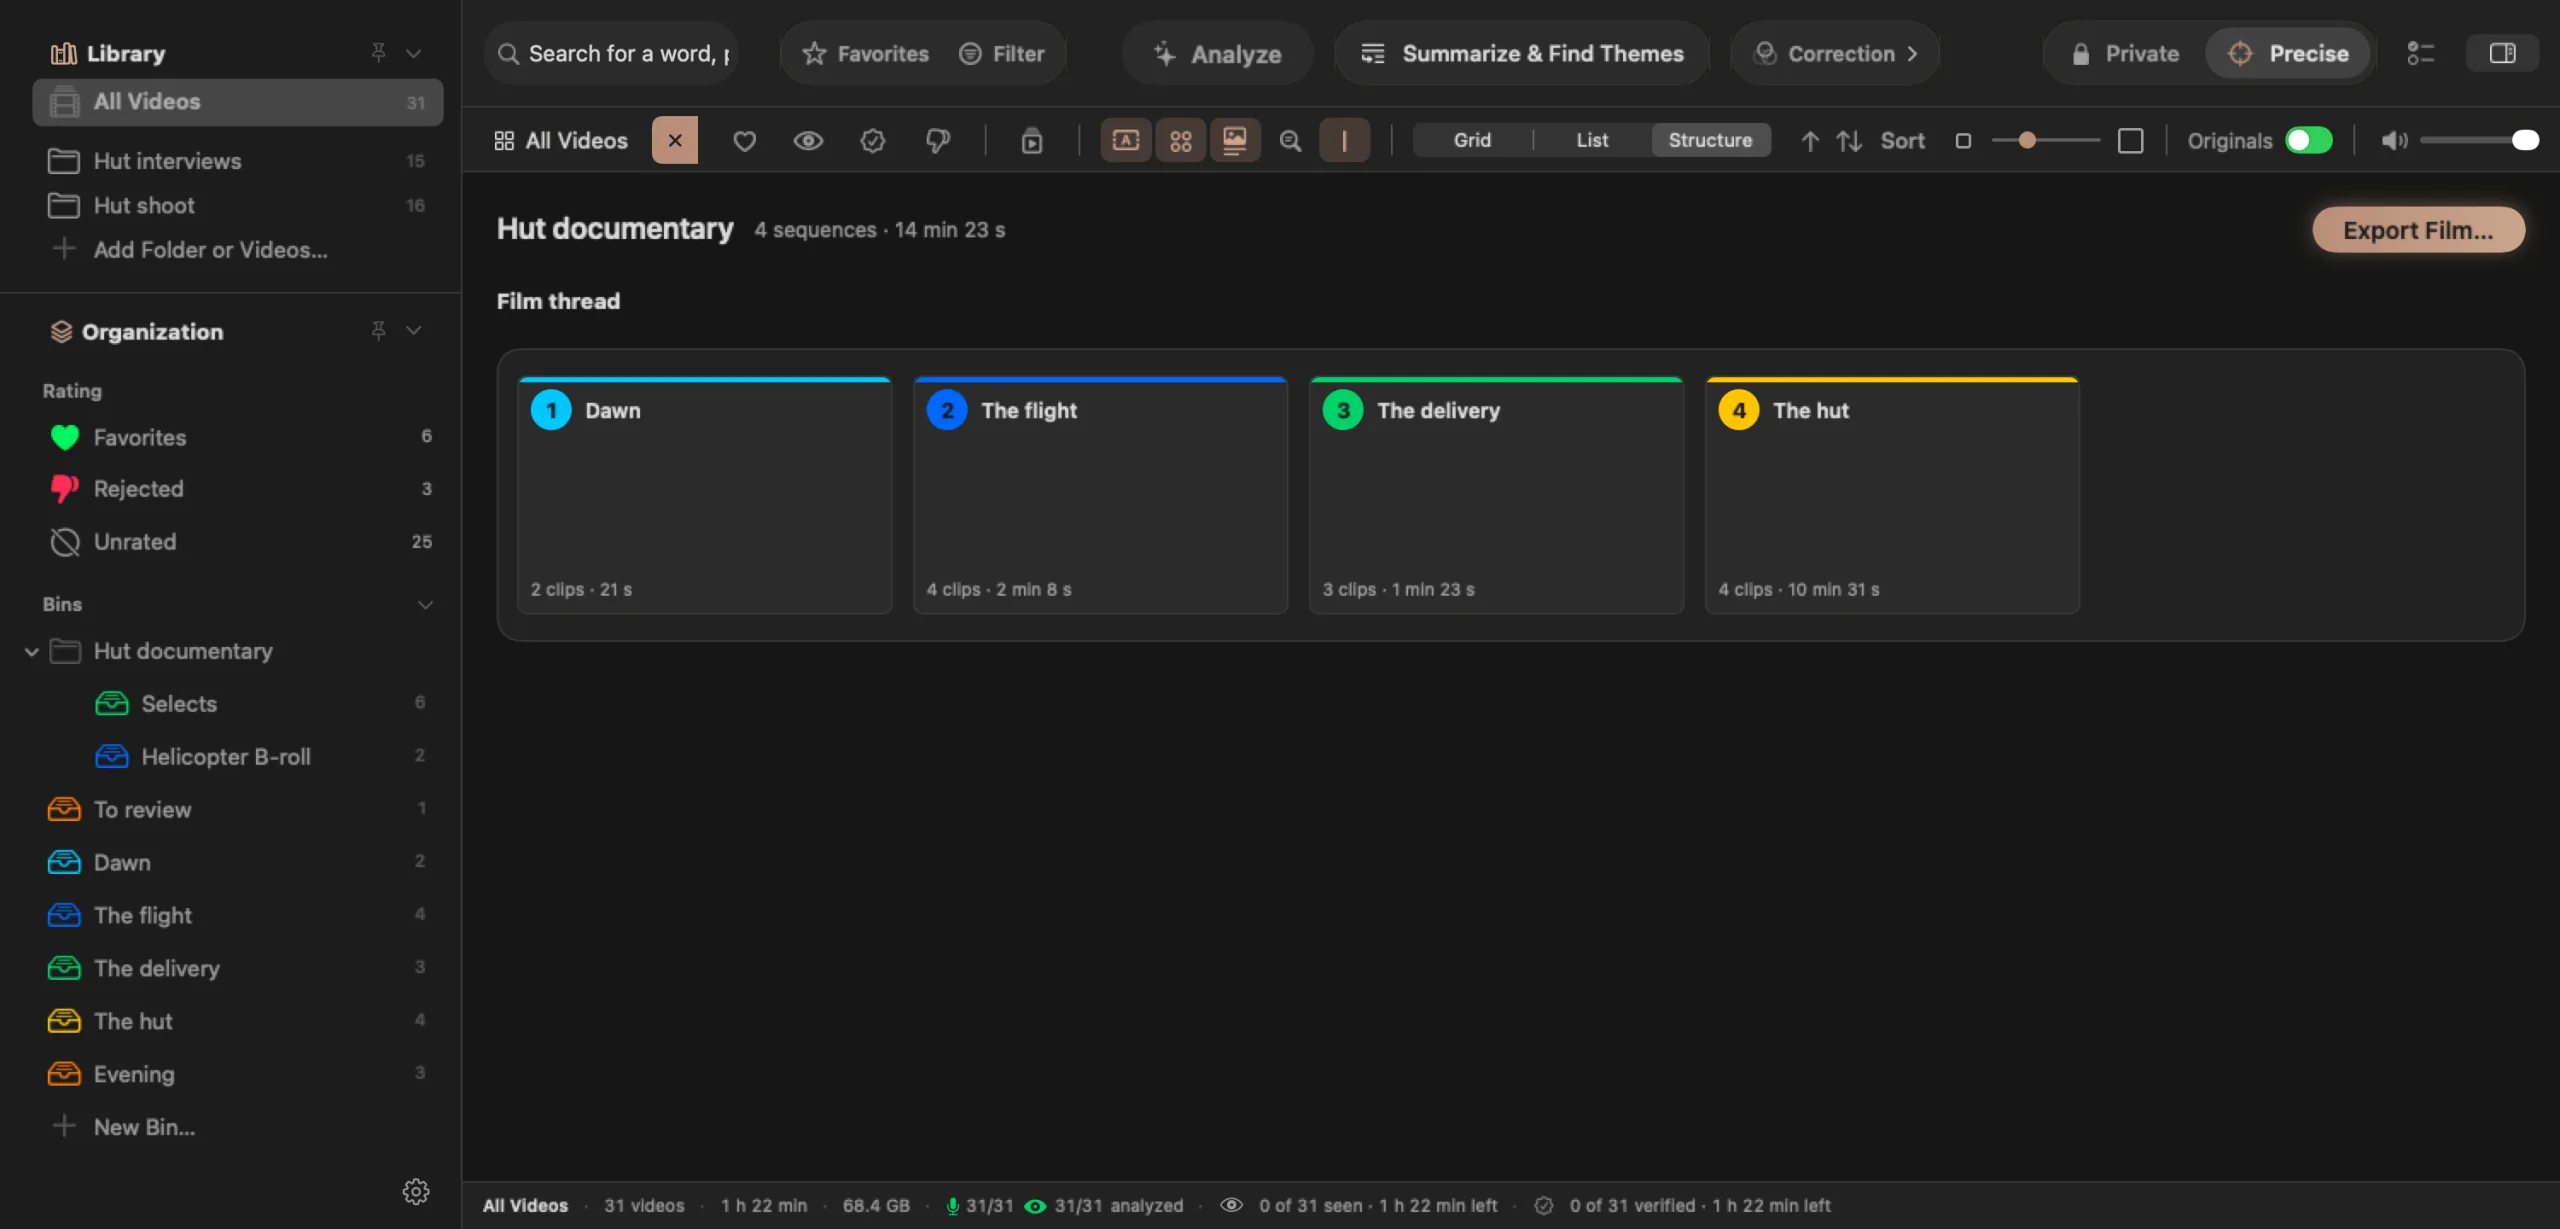 Library
All Videos 31
Hut interviews 15
Hut shoot 16
Add Folder or Videos...
Organization
Rating
Favorites 6
Rejected 3
Unrated 25
Bins
Hut documentary
Selects 6
Helicopter B-roll 2
To review 1
Dawn 2
The flight 4
The delivery 3
The hut 4
Evening 3
New Bin...
Search for a word,
Favorites Filter Analyze Summarize & Find Themes Correction Private Precise
All Videos Grid List Structure Sort Originals
Hut documentary 4 sequences · 14 min 23 s Export Film...
Film thread
1 Dawn
2 clips · 21 s
2 The flight
4 clips · 2 min 8 s
3 The delivery
3 clips · 1 min 23 s
4 The hut
4 clips · 10 min 31 s
All Videos · 31 videos · 1 h 22 min · 68.4 GB · 31/31 31/31 analyzed · 0 of 31 seen · 1 h 22 min left · 0 of 31 verified · 1 h 22 min left